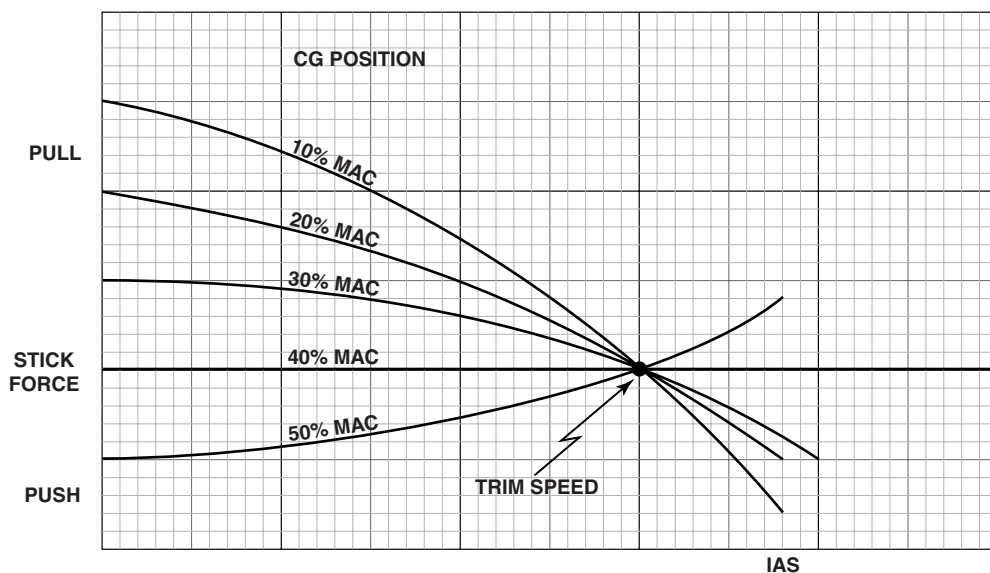 CG POSITION
PULL
10% MAC
20% MAC
30% MAC
STICK
FORCE
40% MAC
50% MAC
TRIM SPEED
PUSH
IAS